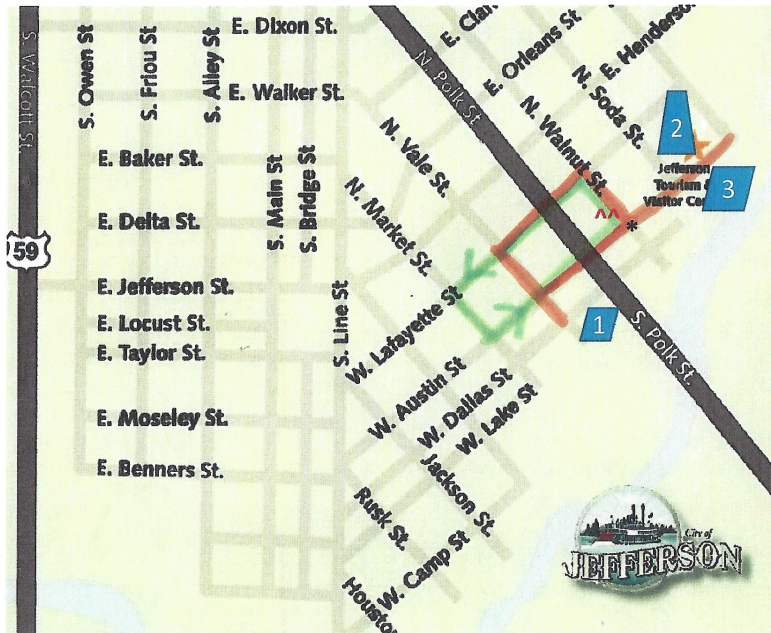 S. Walcott St.
S. Owen St
S. Friou St
S. Alley St
E. Dixon St.
E. Walker St.
E. Baker St.
E. Delta St.
S. Main St
S. Bridge St
59
E. Jefferson St.
E. Locust St.
E. Taylor St.
S. Line St
E. Moseley St.
E. Benners St.
N. Polk St.
E. Orleans St
E. Henderson
N. Soda St.
N. Walnut St.
N. Vale St.
N. Market St.
2
Jefferson
Tourism &
Visitor Cen
3
^^
*
1
S. Polk St.
W. Lafayette St
W. Austin St
W. Dallas St
W. Lake St
Jackson St.
Rusk St.
W. Camp St
Houston
City of
JEFFERSON